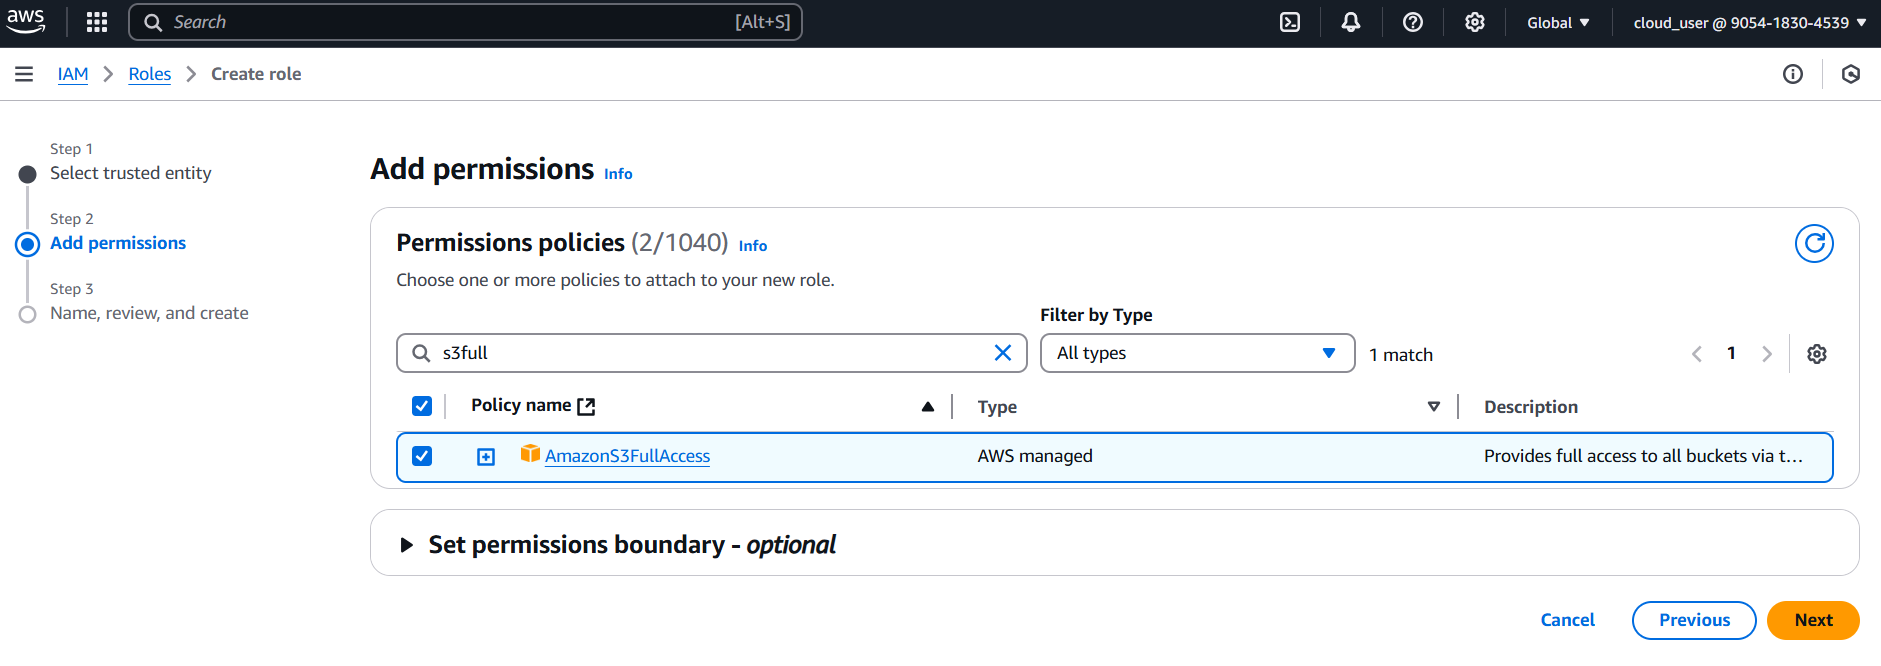 aws
Search [Alt+S] Global cloud_user @ 9054-1830-4539
IAM Roles Create role
Step 1
Select trusted entity
Step 2
Add permissions
Step 3
Name, review, and create
Add permissions Info
Permissions policies (2/1040) Info
Choose one or more policies to attach to your new role.
Filter by Type
s3full All types 1 match 1
Policy name Type Description
AmazonS3FullAccess AWS managed Provides full access to all buckets via t...
Set permissions boundary - optional
Cancel Previous Next